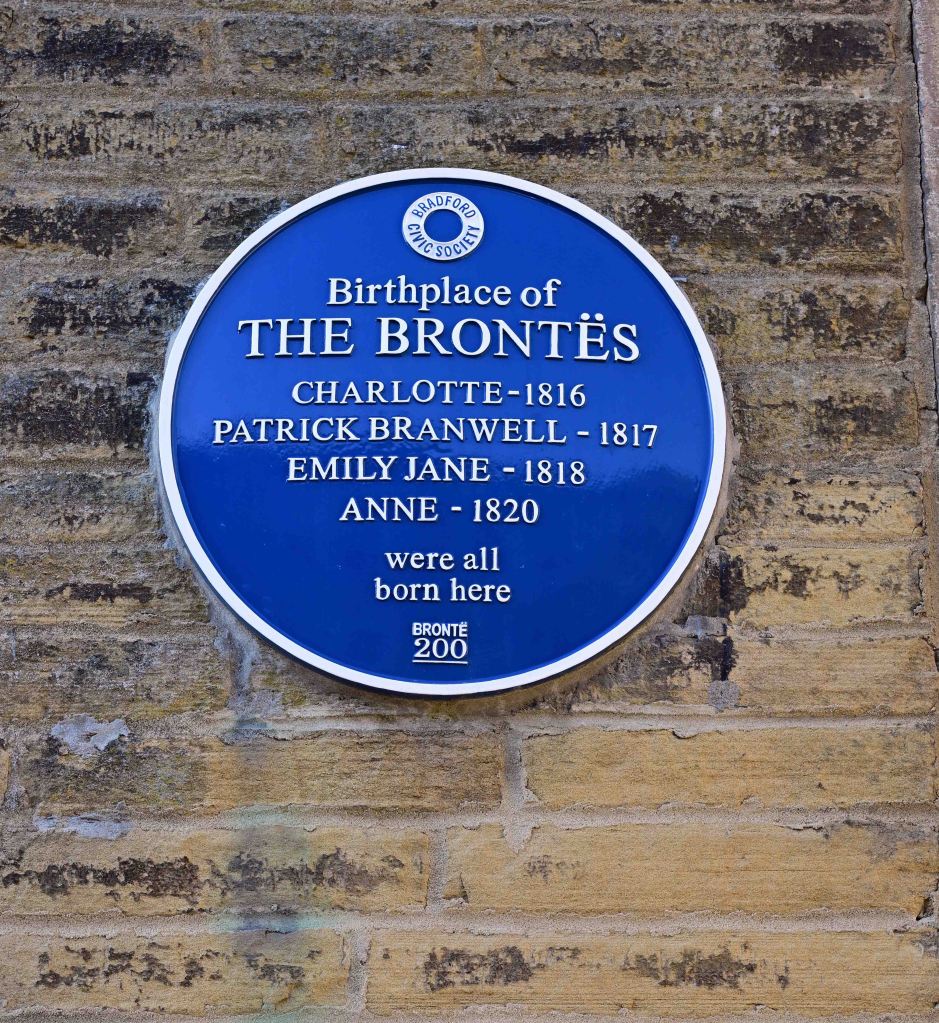 BRADFORD
CIVIC SOCIETY
Birthplace of
THE BRONTËS
CHARLOTTE - 1816
PATRICK BRANWELL - 1817
EMILY JANE - 1818
ANNE - 1820
were all
born here
BRONTË
200